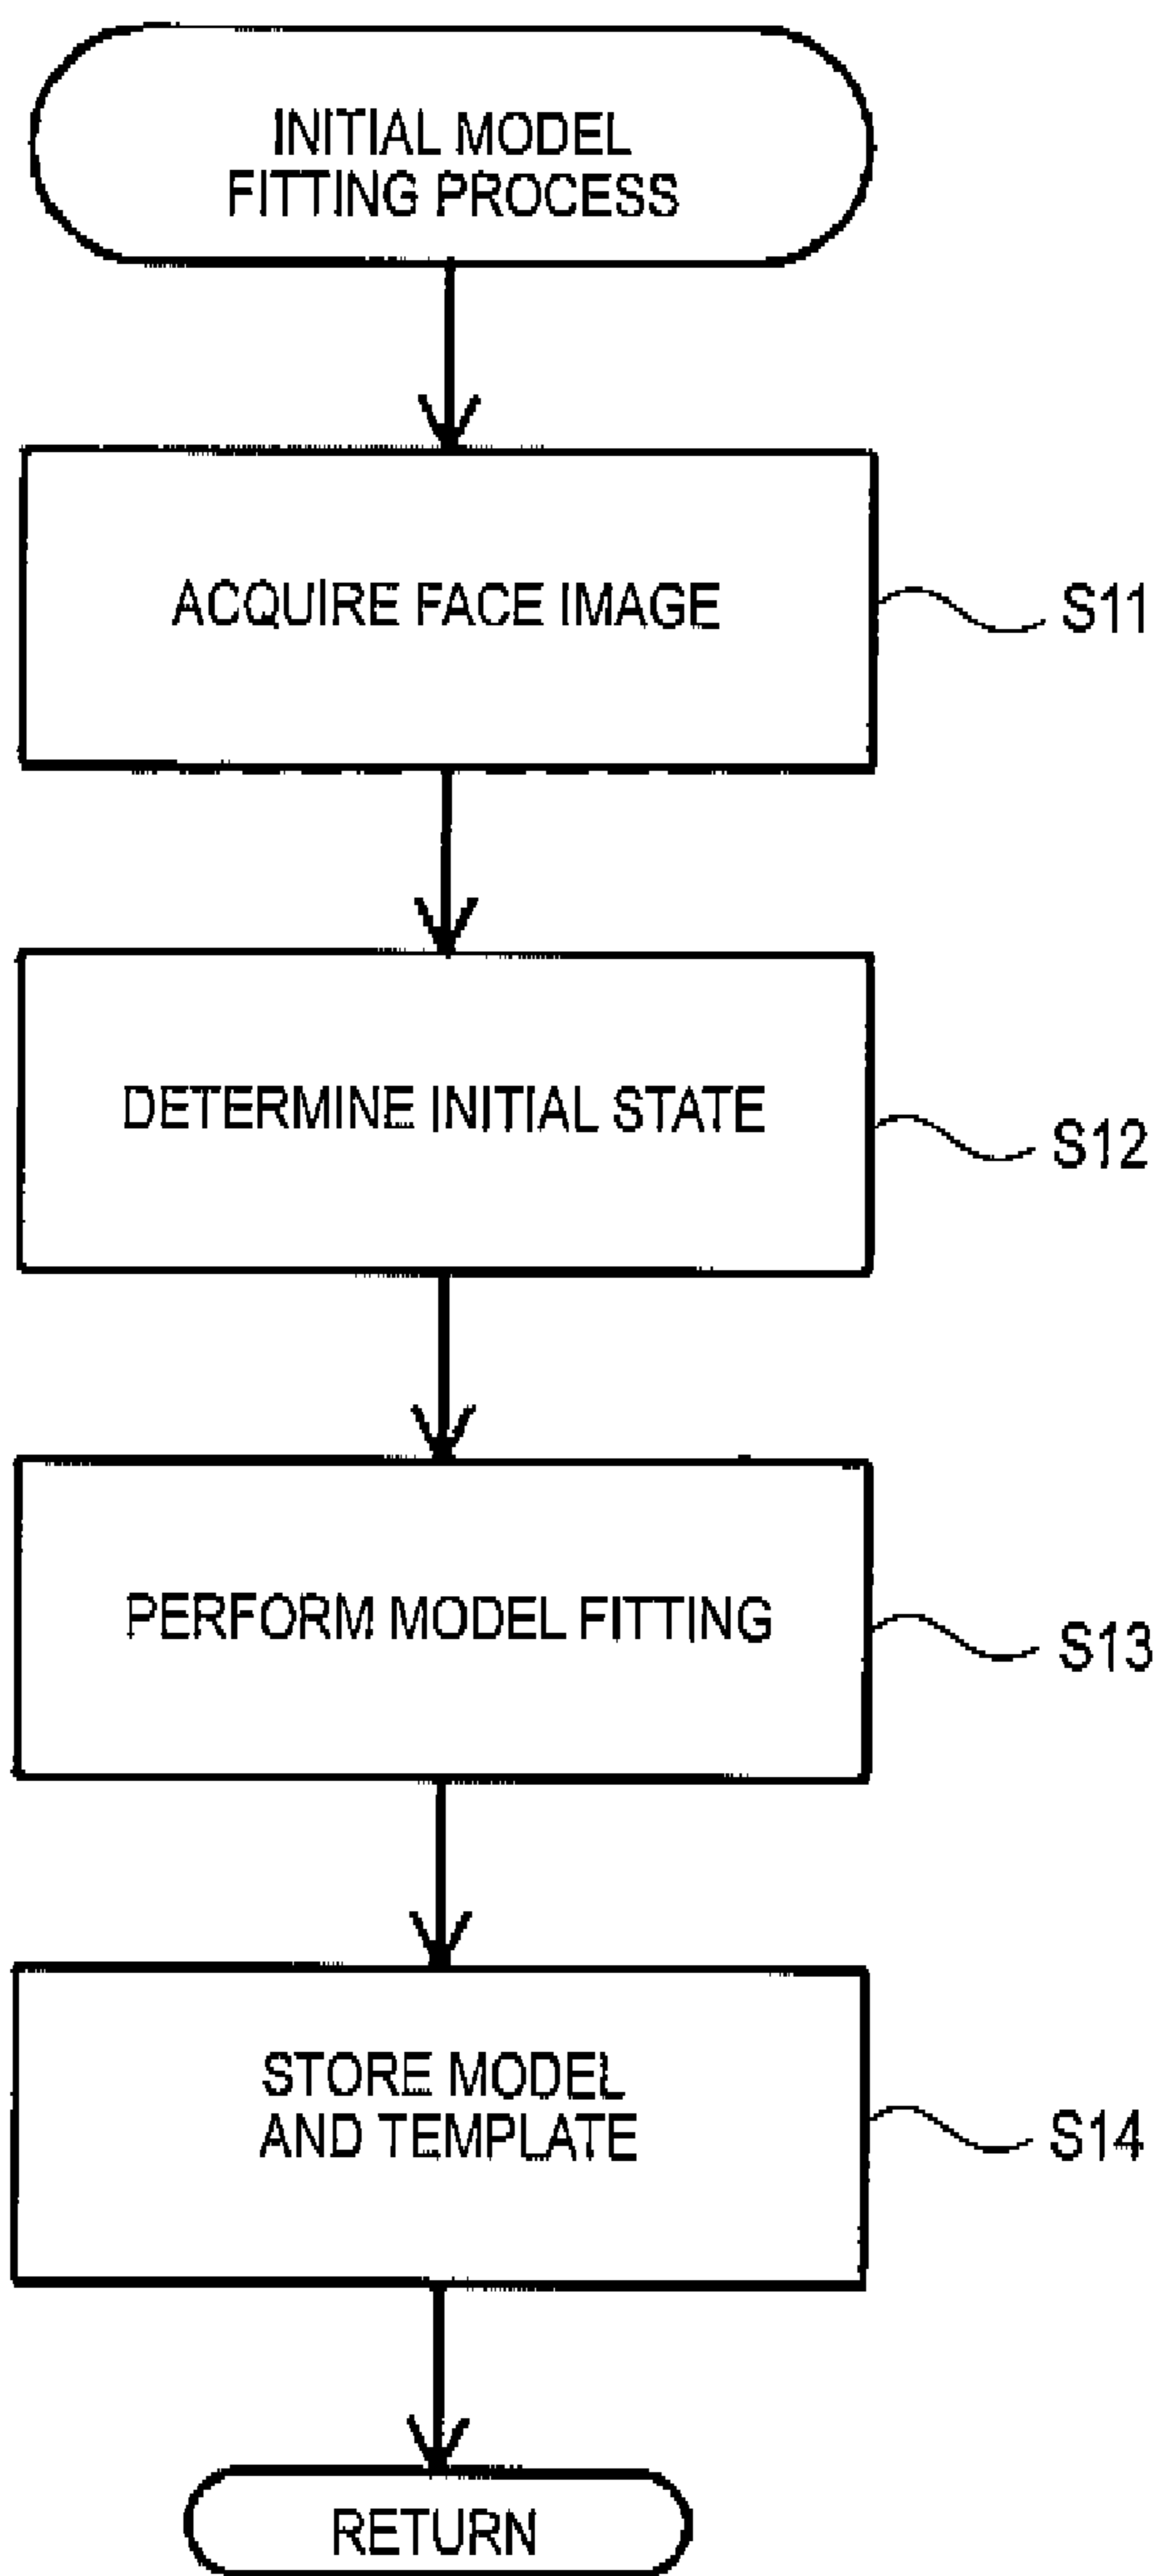 INITIAL MODEL
FITTING PROCESS
ACQUIRE FACE IMAGE
S11
DETERMINE INITIAL STATE
S12
PERFORM MODEL FITTING
S13
STORE MODEL
AND TEMPLATE
S14
RETURN